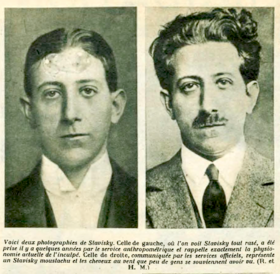 Voici deux photographies de Stavisky. Celle de gauche, où l'on voit Stavisky tout rasé, a été
prise il y a quelques années par le service anthropométrique et rappelle exactement la physio-
nomie actuelle de l'inculpé. Celle de droite, communiquée par les services officiels, représente
un Stavisky moustachu et les cheveux au vent que peu de gens se souviennent avoir vu. (R. et
H. M.)